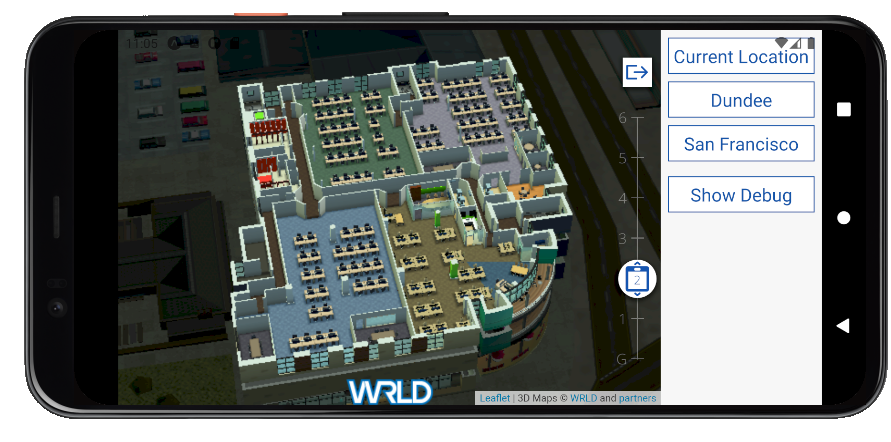 11:05
Current Location
Dundee
San Francisco
Show Debug
6
5
4
3
2
1
G
WRLD
Leaflet | 3D Maps © WRLD and partners